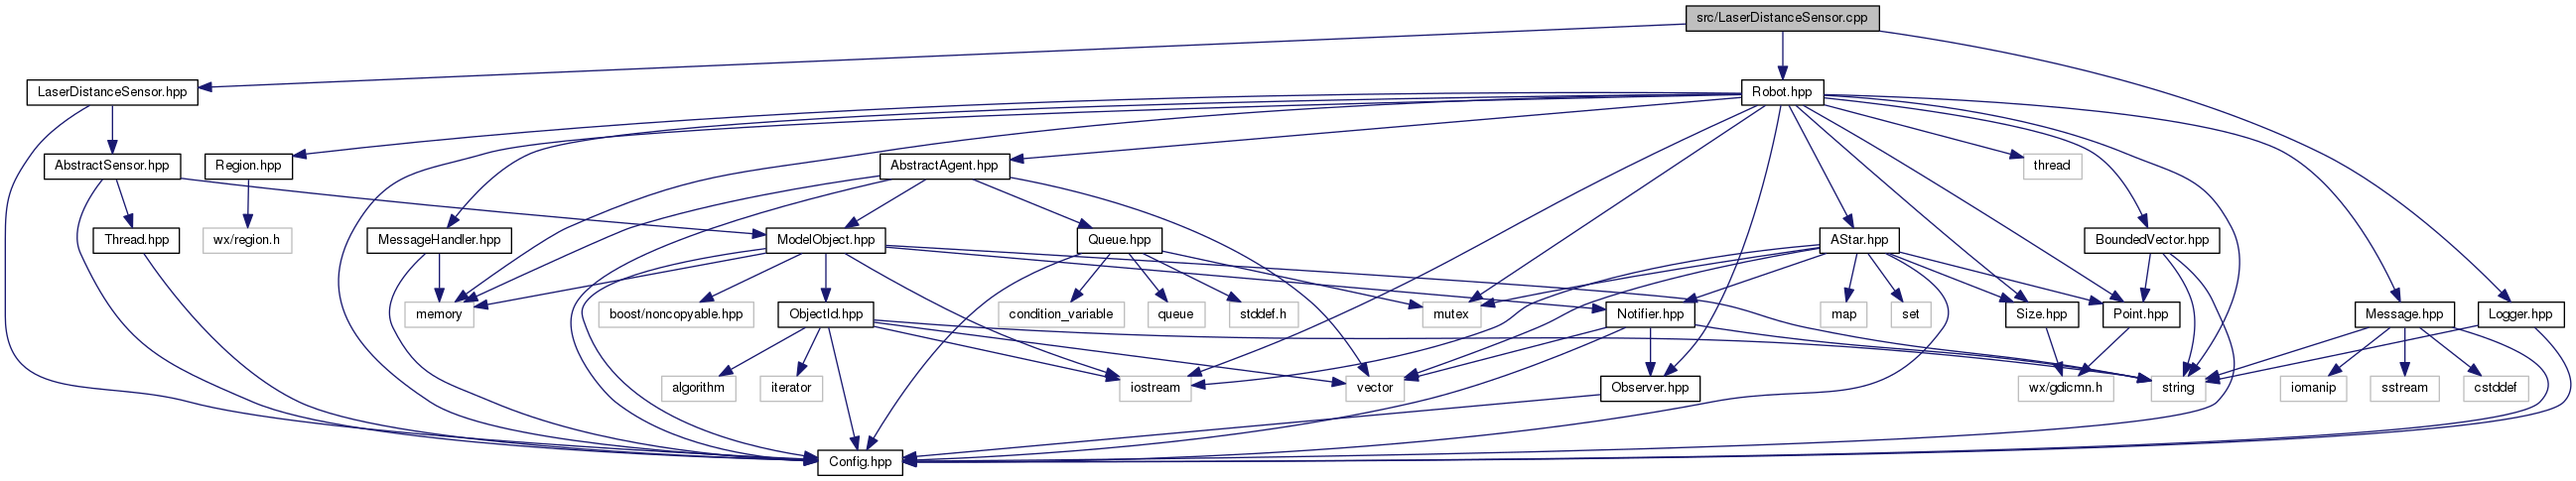 src/LaserDistanceSensor.cpp
LaserDistanceSensor.hpp
Robot.hpp
AbstractSensor.hpp
Region.hpp
AbstractAgent.hpp
thread
Thread.hpp
wx/region.h
MessageHandler.hpp
ModelObject.hpp
Queue.hpp
AStar.hpp
BoundedVector.hpp
memory
boost/noncopyable.hpp
ObjectId.hpp
condition_variable
queue
stddef.h
mutex
Notifier.hpp
map
set
Size.hpp
Point.hpp
Message.hpp
Logger.hpp
algorithm
iterator
iostream
vector
Observer.hpp
wx/gdicmn.h
string
iomanip
sstream
cstddef
Config.hpp